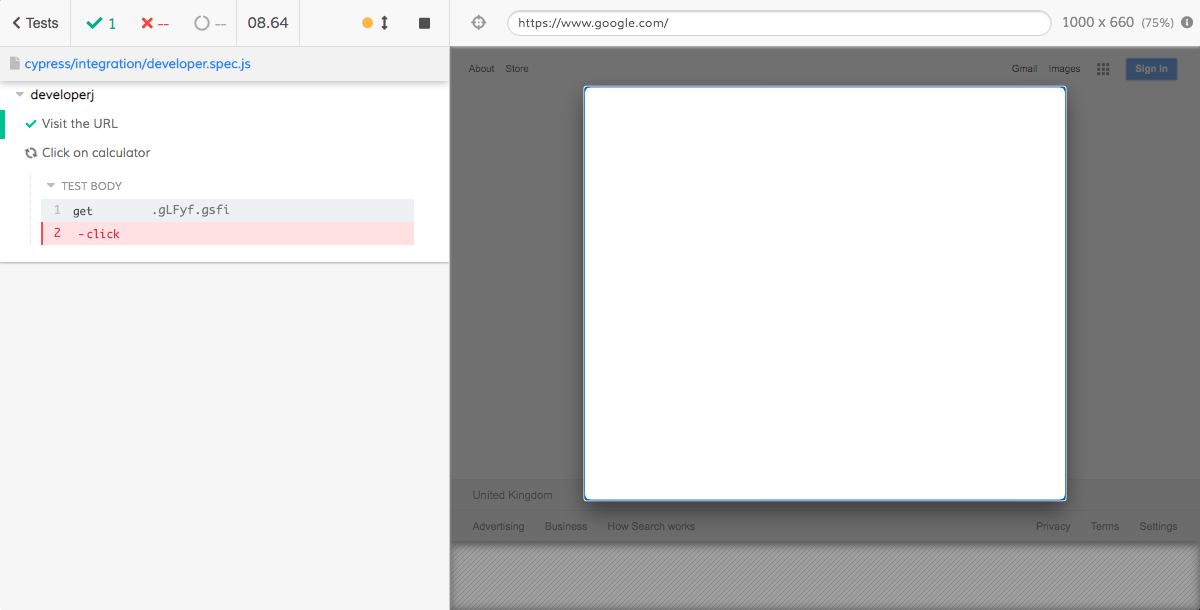 Tests 1 -- -- 08.64 https://www.google.com/ 1000 x 660 (75%)
cypress/integration/developer.spec.js
About Store Gmail Images Sign in
developerj
Visit the URL
Click on calculator
TEST BODY
1 get .gLFyf.gsfi
2 -click
United Kingdom
Advertising Business How Search works Privacy Terms Settings